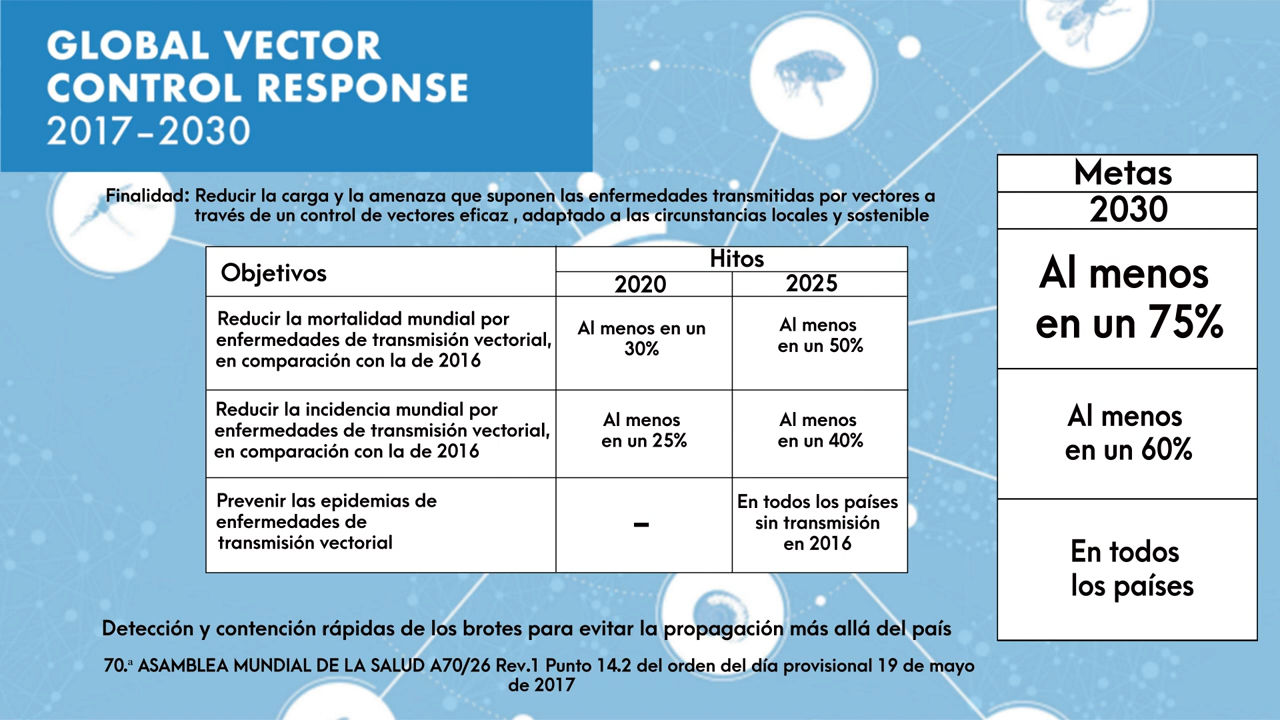 GLOBAL VECTOR
CONTROL RESPONSE
2017–2030
Finalidad: Reducir la carga y la amenaza que suponen las enfermedades transmitidas por vectores a
través de un control de vectores eficaz , adaptado a las circunstancias locales y sostenible
Objetivos
Hitos
2020
2025
Reducir la mortalidad mundial por
enfermedades de transmisión vectorial,
en comparación con la de 2016
Al menos en un
30%
Al menos
en un 50%
Reducir la incidencia mundial por
enfermedades de transmisión vectorial,
en comparación con la de 2016
Al menos
en un 25%
Al menos
en un 40%
Prevenir las epidemias de
enfermedades de
transmisión vectorial
–
En todos los países
sin transmisión
en 2016
Metas
2030
Al menos
en un 75%
Al menos
en un 60%
En todos
los países
Detección y contención rápidas de los brotes para evitar la propagación más allá del país
70.ª ASAMBLEA MUNDIAL DE LA SALUD A70/26 Rev.1 Punto 14.2 del orden del día provisional 19 de mayo
de 2017